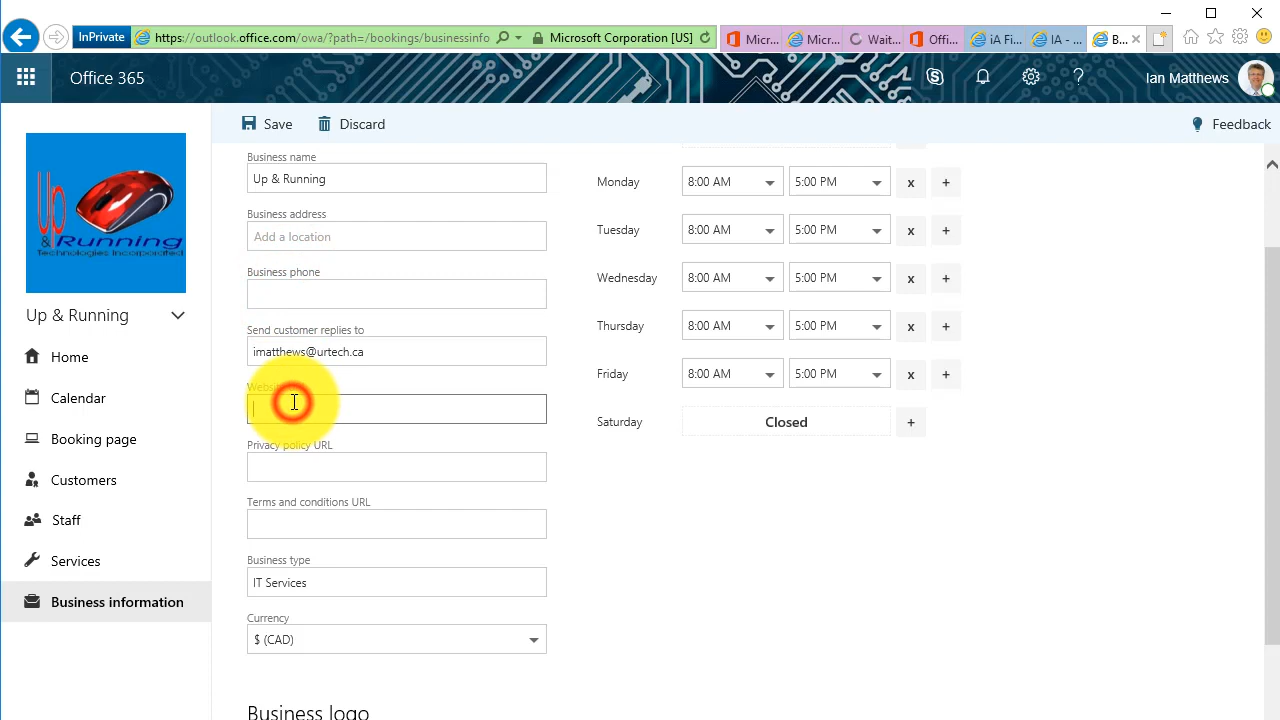 InPrivate
https://outlook.office.com/owa/?path=/bookings/businessinfo
Microsoft Corporation [US]
Micr...
Micr...
Wait...
Offi...
iA Fi...
IA - ...
B...
Office 365
Ian Matthews
Save
Discard
Feedback
Up
& Running
Technologies Incorporated
Up & Running
Home
Calendar
Booking page
Customers
Staff
Services
Business information
Business name
Up & Running
Business address
Add a location
Business phone
Send customer replies to
imatthews@urtech.ca
Privacy policy URL
Terms and conditions URL
Business type
IT Services
Currency
$ (CAD)
Business logo
Monday 8:00 AM 5:00 PM x +
Tuesday 8:00 AM 5:00 PM x +
Wednesday 8:00 AM 5:00 PM x +
Thursday 8:00 AM 5:00 PM x +
Friday 8:00 AM 5:00 PM x +
Saturday Closed +